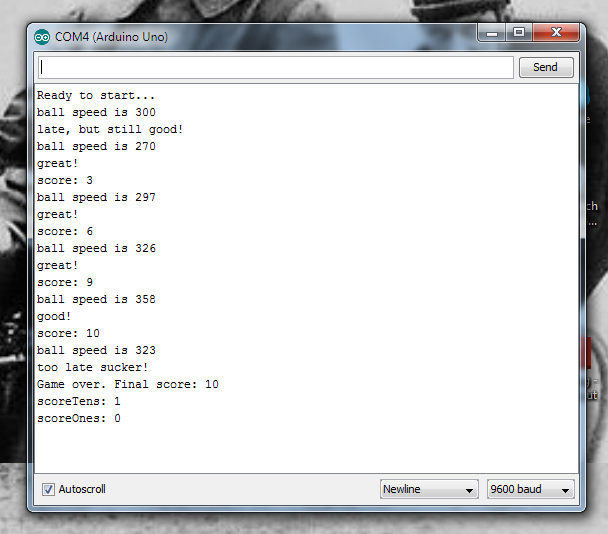 COM4 (Arduino Uno)
Send
Ready to start...
ball speed is 300
late, but still good!
ball speed is 270
great!
score: 3
ball speed is 297
great!
score: 6
ball speed is 326
great!
score: 9
ball speed is 358
good!
score: 10
ball speed is 323
too late sucker!
Game over. Final score: 10
scoreTens: 1
scoreOnes: 0
Autoscroll
Newline
9600 baud